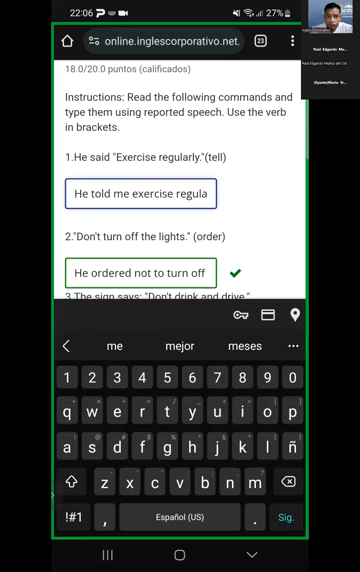 22:06
27%
online.inglescorporativo.net.
23
18.0/20.0 puntos (calificados)
Instructions: Read the following commands and
type them using reported speech. Use the verb
in brackets.
1.He said "Exercise regularly."(tell)
He told me exercise regula
2."Don't turn off the lights." (order)
He ordered not to turn off
3.The sign says: "Don't drink and drive."
me mejor meses
1 2 3 4 5 6 7 8 9 0
q w e r t y u i o p
a s d f g h j k l ñ
z x c v b n m
!#1 , Español (US) . Sig.